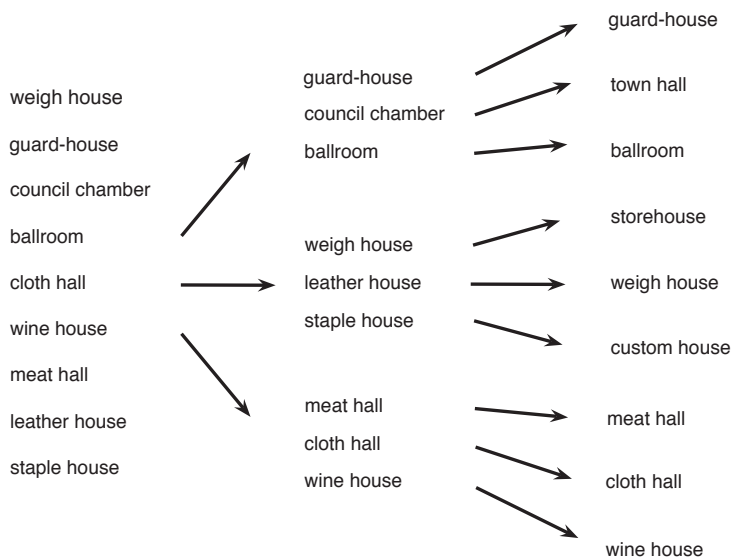 weigh house
guard-house
council chamber
ballroom
cloth hall
wine house
meat hall
leather house
staple house
guard-house
council chamber
ballroom
weigh house
leather house
staple house
meat hall
cloth hall
wine house
guard-house
town hall
ballroom
storehouse
weigh house
custom house
meat hall
cloth hall
wine house